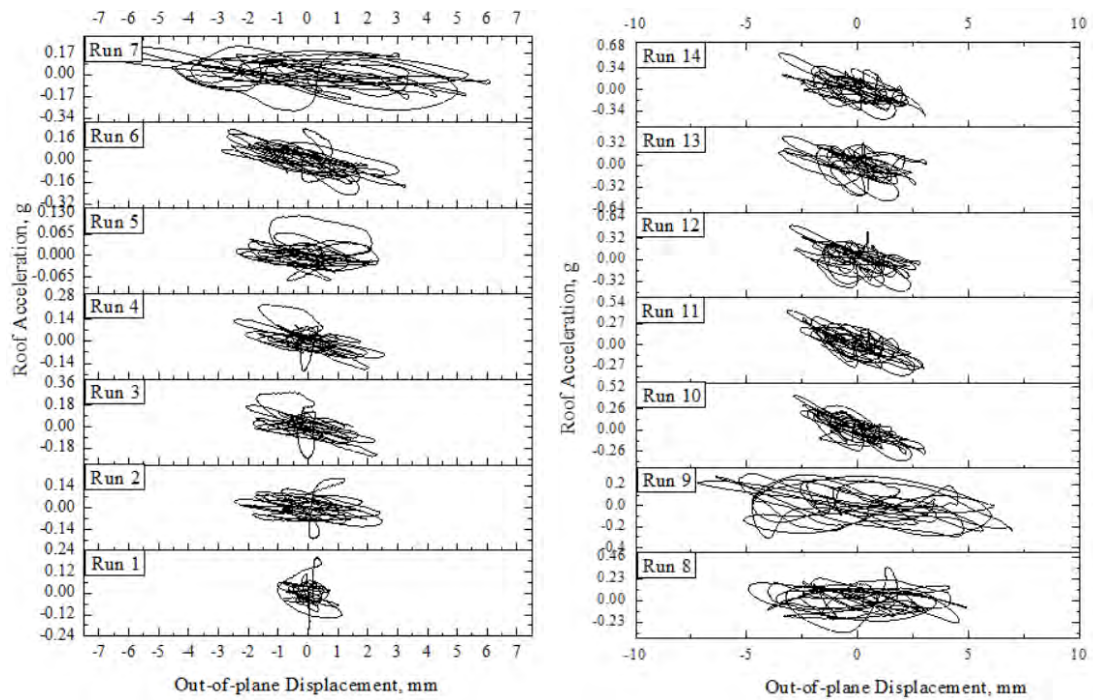 -7 -6 -5 -4 -3 -2 -1 0 1 2 3 4 5 6 7
Run 7
0.17
0.00
-0.17
-0.34
Run 6
0.16
0.00
-0.16
-0.32
Run 5
0.130
0.065
0.000
-0.065
Run 4
0.28
0.14
0.00
-0.14
Run 3
0.36
0.18
0.00
-0.18
Run 2
0.14
0.00
-0.14
Run 1
0.24
0.12
0.00
-0.12
-0.24
-7 -6 -5 -4 -3 -2 -1 0 1 2 3 4 5 6 7
Roof Acceleration, g
Out-of-plane Displacement, mm
-10 -5 0 5 10
Run 14
0.68
0.34
0.00
-0.34
Run 13
0.32
0.00
-0.32
-0.64
Run 12
0.64
0.32
0.00
-0.32
Run 11
0.54
0.27
0.00
-0.27
Run 10
0.52
0.26
0.00
-0.26
Run 9
0.2
0.0
-0.2
-0.4
Run 8
0.46
0.23
0.00
-0.23
-10 -5 0 5 10
Roof Acceleration, g
Out-of-plane Displacement, mm